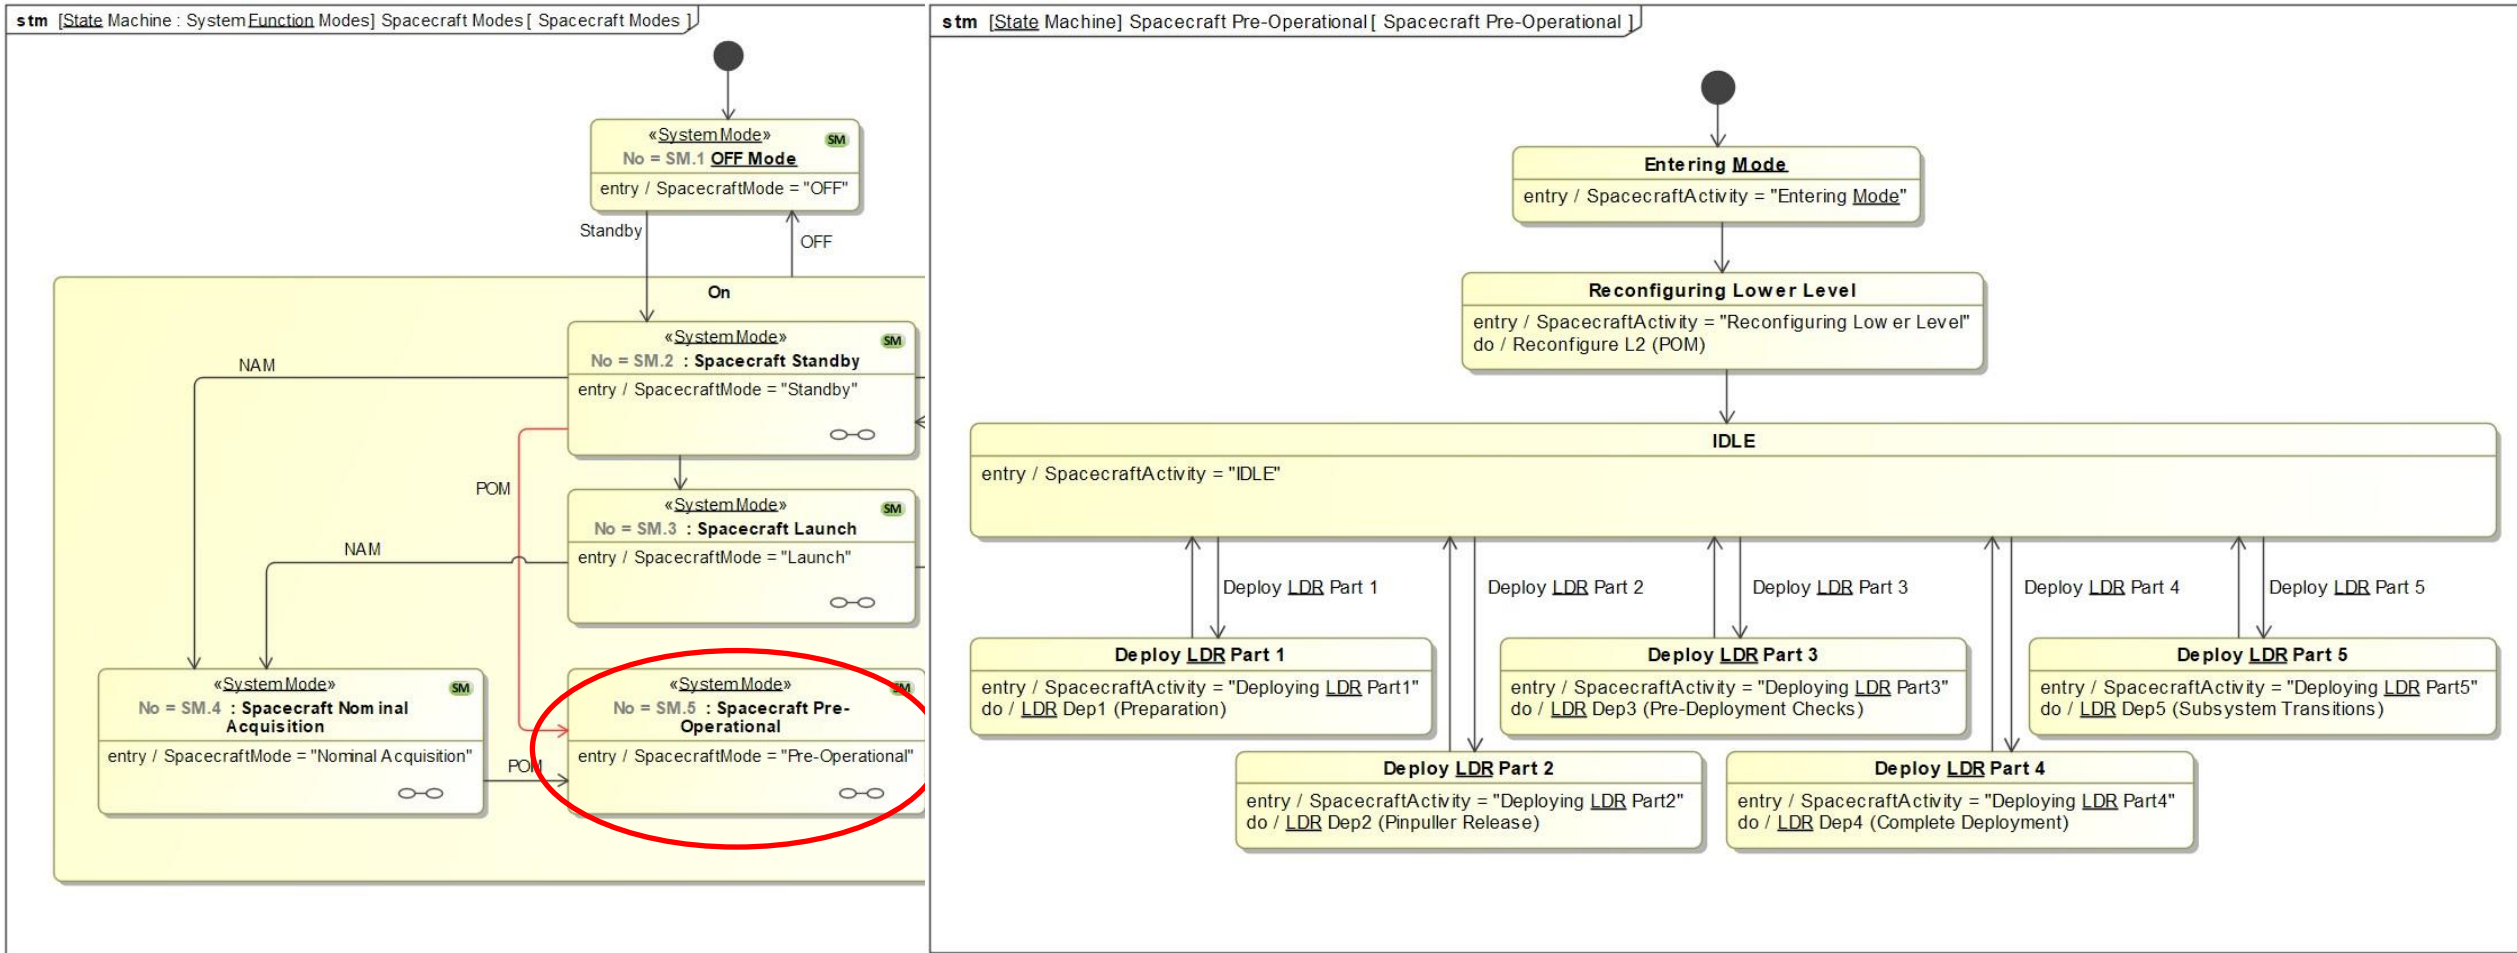 stm [State Machine : System Function Modes] Spacecraft Modes [ Spacecraft Modes ]
«System Mode»
SM
No = SM.1 OFF Mode
entry / SpacecraftMode = "OFF"
Standby
OFF
On
«System Mode»
SM
No = SM.2 : Spacecraft Standby
entry / SpacecraftMode = "Standby"
NAM
POM
«System Mode»
SM
No = SM.3 : Spacecraft Launch
entry / SpacecraftMode = "Launch"
NAM
«System Mode»
SM
No = SM.4 : Spacecraft Nominal
Acquisition
entry / SpacecraftMode = "Nominal Acquisition"
POM
«System Mode»
SM
No = SM.5 : Spacecraft Pre-
Operational
entry / SpacecraftMode = "Pre-Operational"
stm [State Machine] Spacecraft Pre-Operational [ Spacecraft Pre-Operational ]
Entering Mode
entry / SpacecraftActivity = "Entering Mode"
Reconfiguring Lower Level
entry / SpacecraftActivity = "Reconfiguring Lower Level"
do / Reconfigure L2 (POM)
IDLE
entry / SpacecraftActivity = "IDLE"
Deploy LDR Part 1
Deploy LDR Part 2
Deploy LDR Part 3
Deploy LDR Part 4
Deploy LDR Part 5
Deploy LDR Part 1
entry / SpacecraftActivity = "Deploying LDR Part1"
do / LDR Dep1 (Preparation)
Deploy LDR Part 3
entry / SpacecraftActivity = "Deploying LDR Part3"
do / LDR Dep3 (Pre-Deployment Checks)
Deploy LDR Part 5
entry / SpacecraftActivity = "Deploying LDR Part5"
do / LDR Dep5 (Subsystem Transitions)
Deploy LDR Part 2
entry / SpacecraftActivity = "Deploying LDR Part2"
do / LDR Dep2 (Pinpuller Release)
Deploy LDR Part 4
entry / SpacecraftActivity = "Deploying LDR Part4"
do / LDR Dep4 (Complete Deployment)